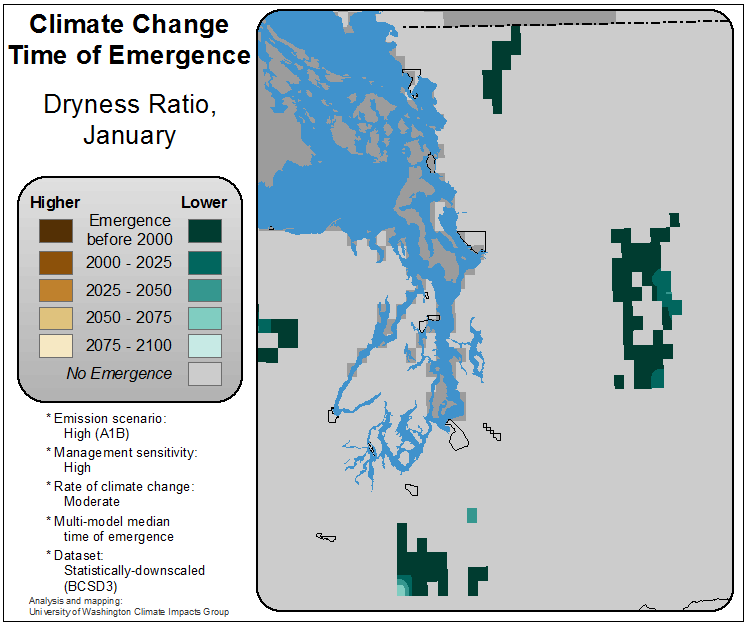 Climate Change
Time of Emergence
Dryness Ratio,
January
Higher Lower
Emergence
before 2000
2000 - 2025
2025 - 2050
2050 - 2075
2075 - 2100
No Emergence
* Emission scenario:
High (A1B)
* Management sensitivity:
High
* Rate of climate change:
Moderate
* Multi-model median
time of emergence
* Dataset:
Statistically-downscaled
(BCSD3)
Analysis and mapping:
University of Washington Climate Impacts Group